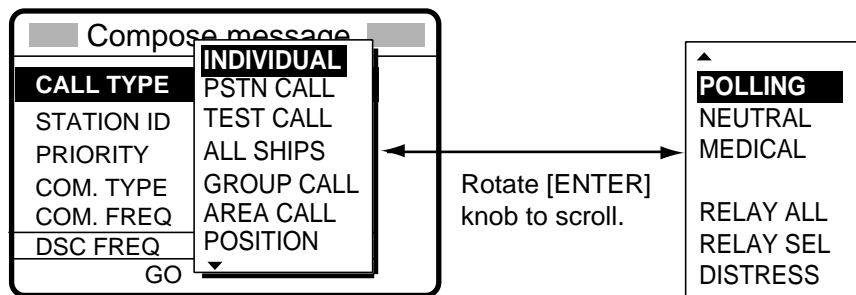 Compose message
CALL TYPE
STATION ID
PRIORITY
COM. TYPE
COM. FREQ
DSC FREQ
GO
INDIVIDUAL
PSTN CALL
TEST CALL
ALL SHIPS
GROUP CALL
AREA CALL
POSITION
Rotate [ENTER]
knob to scroll.
POLLING
NEUTRAL
MEDICAL
RELAY ALL
RELAY SEL
DISTRESS